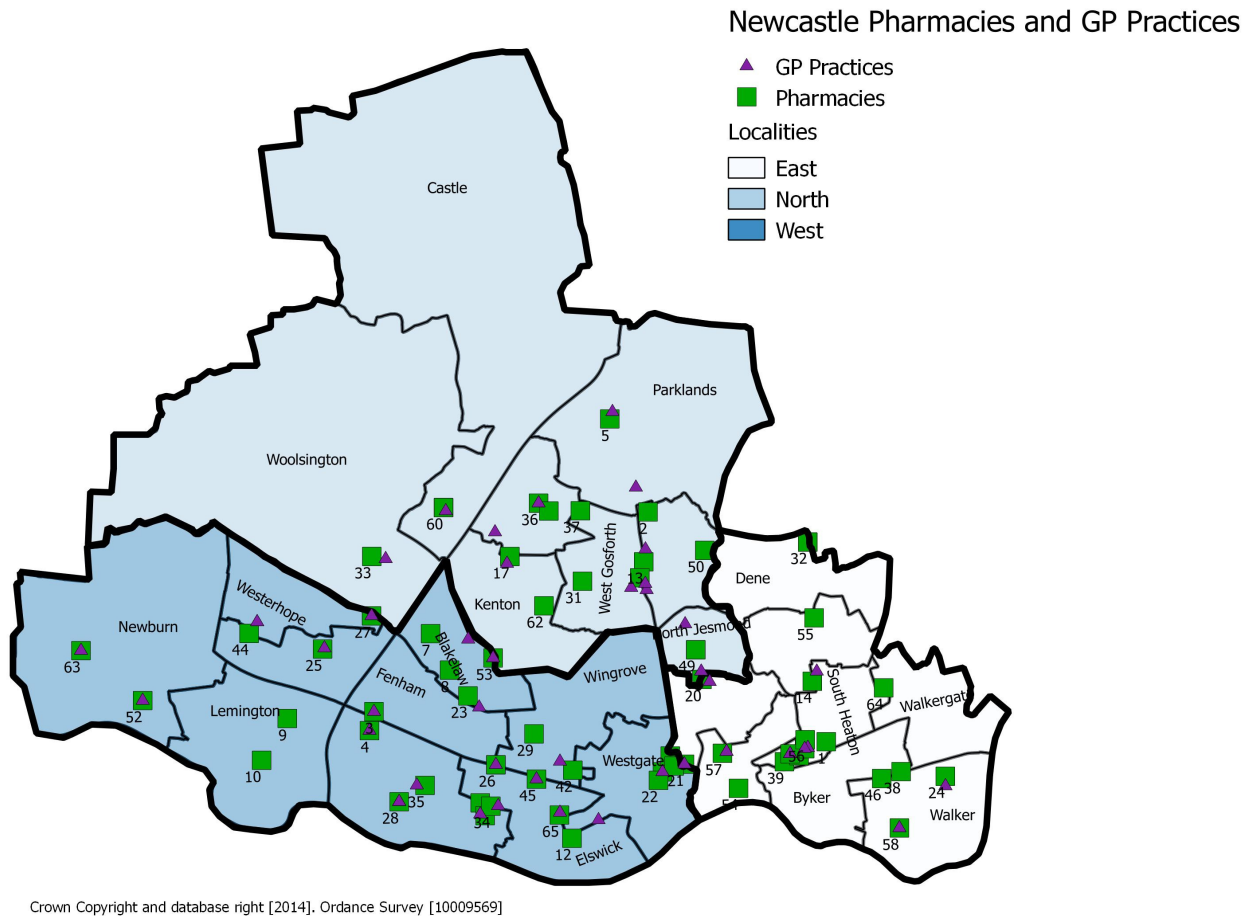 Newcastle Pharmacies and GP Practices
GP Practices
Pharmacies
Localities
East
North
West
Castle
Parklands
5
Woolsington
60
36
37
2
33
17
13
50
32
West Gosforth
Dene
31
Kenton
62
Westerhope
27
Newburn
44
25
7
Blakelaw
orth Jesmond
55
63
53
49
Wingrove
Fenham
23
20
14
South Heaton
64
Walkergate
52
Lemington
9
3
4
29
Westgate
57
56
1
39
10
26
42
21
22
45
46
38
24
35
28
34
65
54
Byker
Walker
12
Elswick
58
Crown Copyright and database right [2014]. Ordance Survey [10009569]